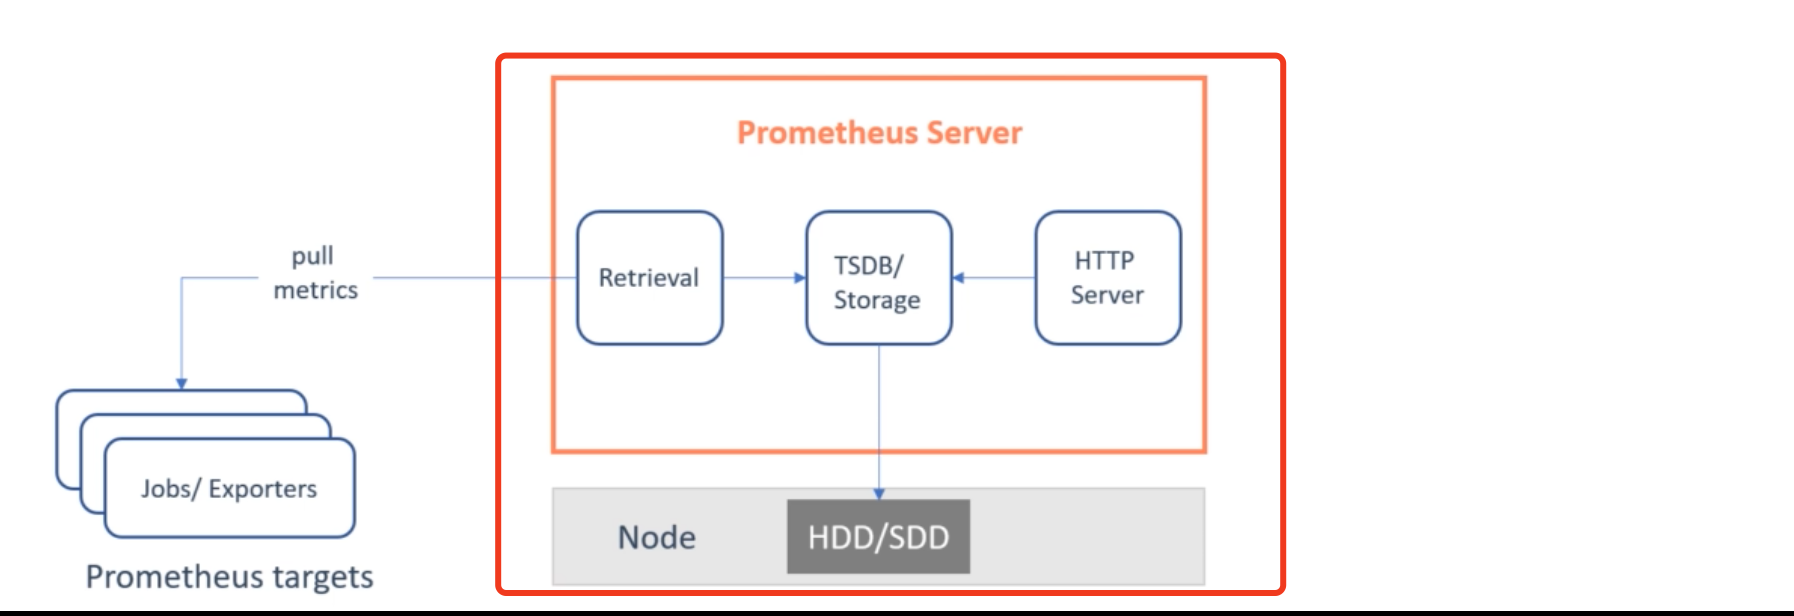 Prometheus Server
pull
metrics
Retrieval
TSDB/
Storage
HTTP
Server
Jobs/ Exporters
Prometheus targets
Node
HDD/SDD